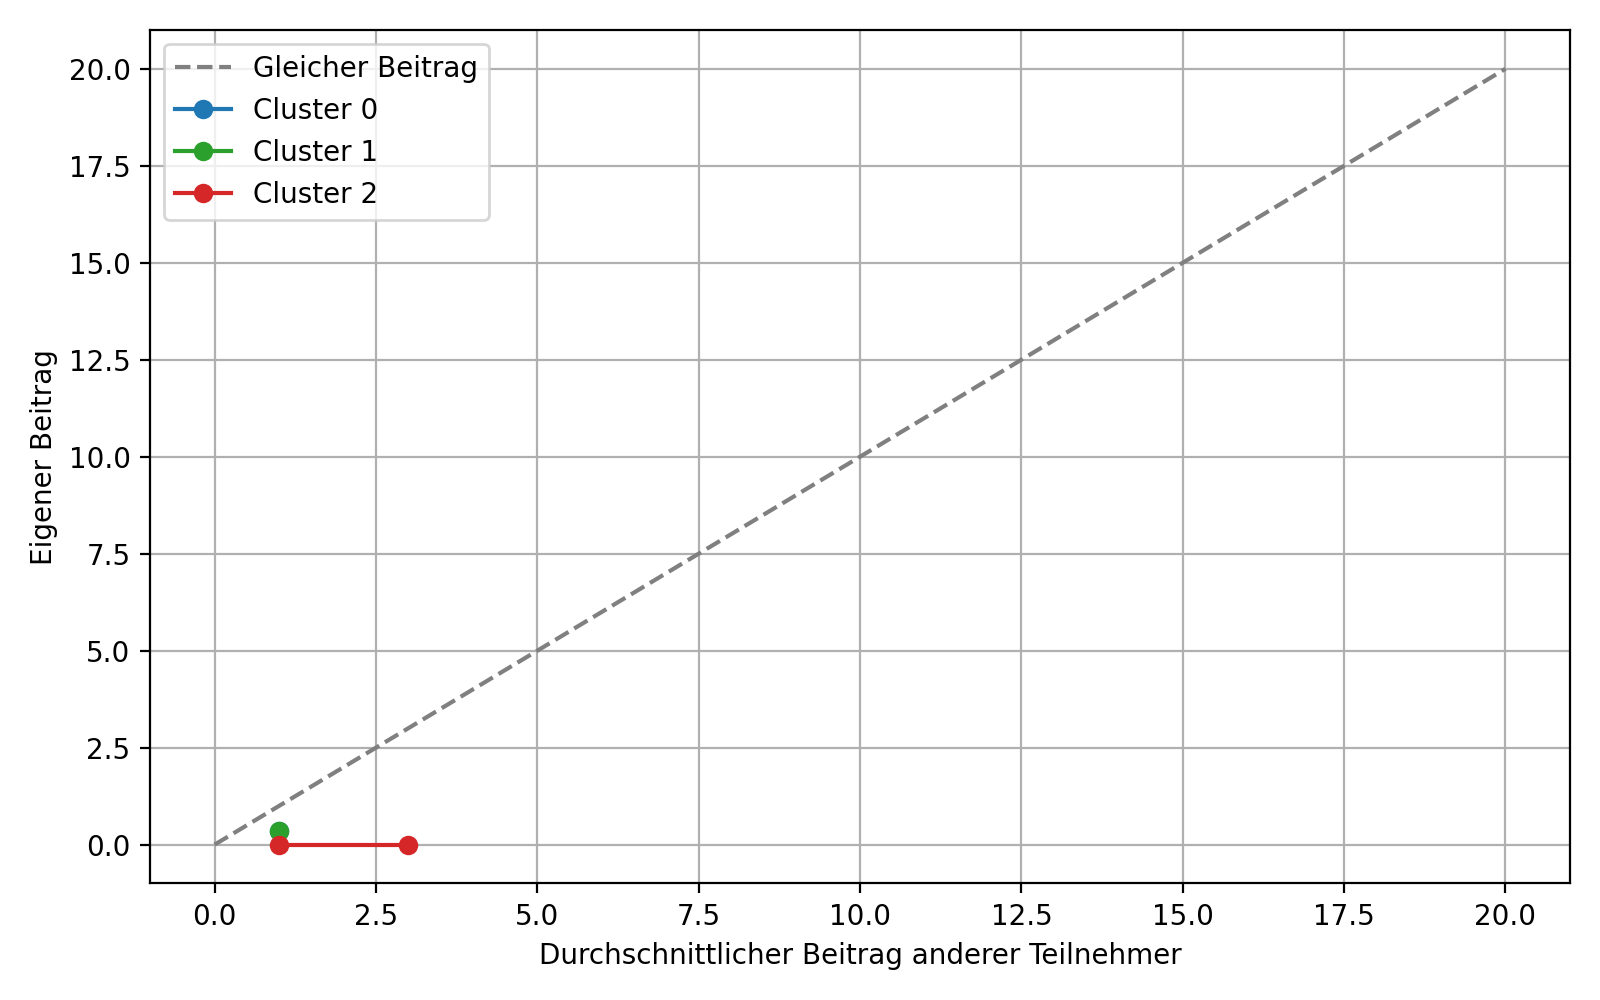 Gleicher Beitrag
Cluster 0
Cluster 1
Cluster 2
20.0
17.5
15.0
12.5
10.0
7.5
5.0
2.5
0.0
Eigener Beitrag
0.0 2.5 5.0 7.5 10.0 12.5 15.0 17.5 20.0
Durchschnittlicher Beitrag anderer Teilnehmer